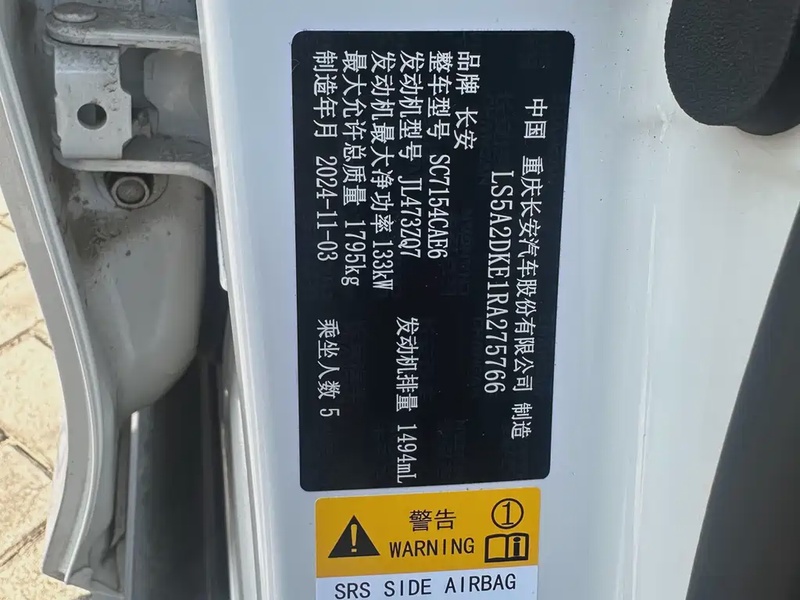 中国 重庆长安汽车股份有限公司 制造
LS5A2DKE1RA275766
品牌 长安
整车型号 SC7154CAE6
发动机型号 JL473ZQ7 发动机排量 1494mL
发动机最大净功率 133kW
最大允许总质量 1795kg
制造年月 2024-11-03 乘坐人数 5
警告
WARNING
1
i
SRS SIDE AIRBAG